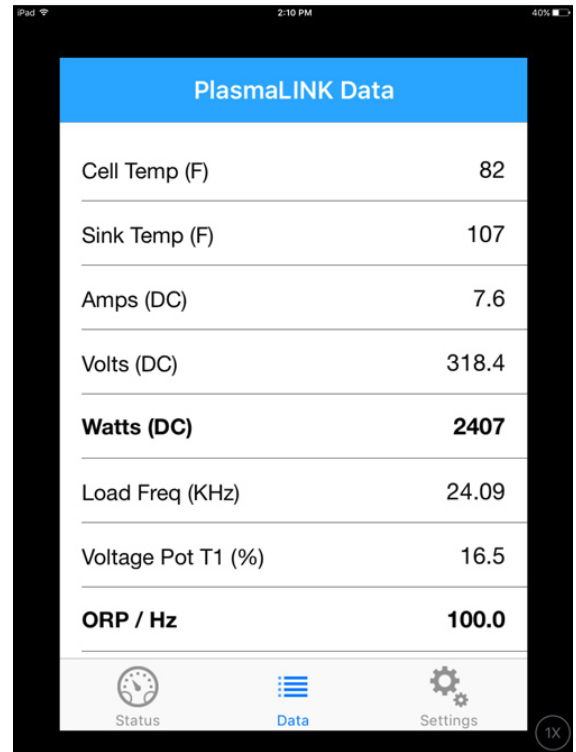 iPad 2:10 PM 40%
PlasmaLINK Data
Cell Temp (F) 82
Sink Temp (F) 107
Amps (DC) 7.6
Volts (DC) 318.4
Watts (DC) 2407
Load Freq (KHz) 24.09
Voltage Pot T1 (%) 16.5
ORP / Hz 100.0
Status Data Settings
1X